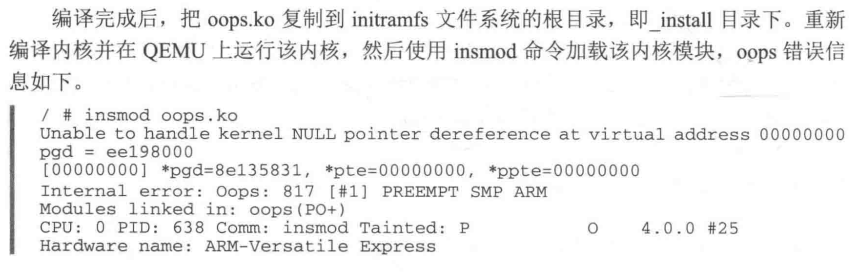 编译完成后，把 oops.ko 复制到 initramfs 文件系统的根目录，即_install 目录下。重新
编译内核并在 QEMU 上运行该内核，然后使用 insmod 命令加载该内核模块，oops 错误信
息如下。
/ # insmod oops.ko
Unable to handle kernel NULL pointer dereference at virtual address 00000000
pgd = ee198000
[00000000] *pgd=8e135831, *pte=00000000, *ppte=00000000
Internal error: Oops: 817 [#1] PREEMPT SMP ARM
Modules linked in: oops(PO+)
CPU: 0 PID: 638 Comm: insmod Tainted: P           O    4.0.0 #25
Hardware name: ARM-Versatile Express